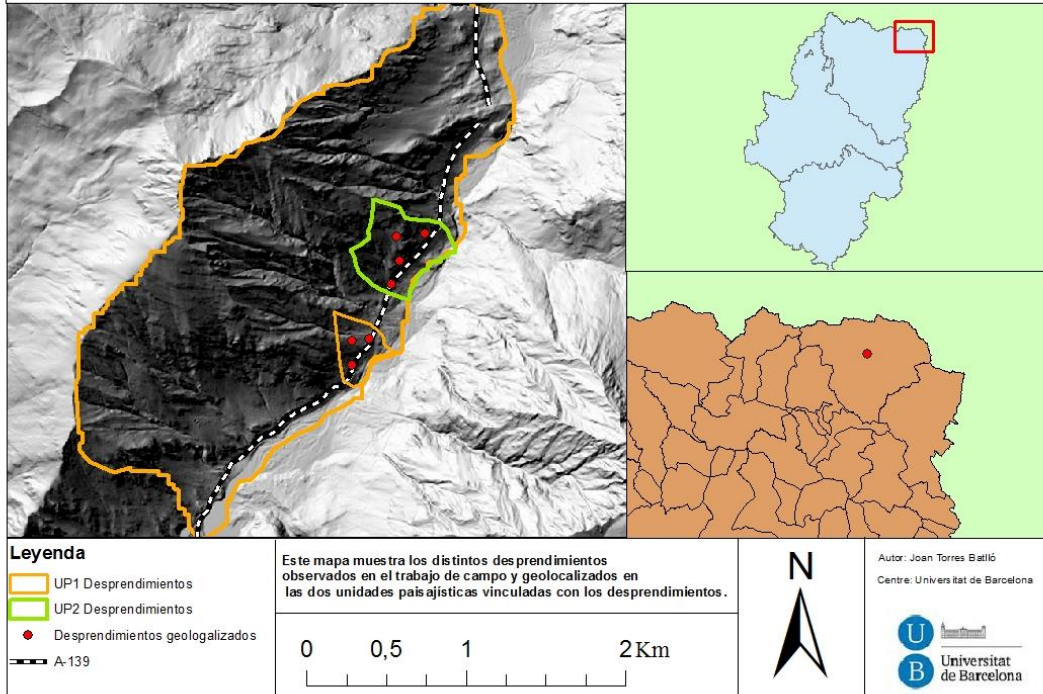 Leyenda
UP1 Desprendimientos
UP2 Desprendimientos
Desprendimientos geologalizados
A-139
Este mapa muestra los distintos desprendimientos
observados en el trabajo de campo y geolocalizados en
las dos unidades paisajísticas vinculadas con los desprendimientos.
0 0,5 1 2 Km
N
Autor: Joan Torres Batlló
Centre: Universitat de Barcelona
U
B
Universitat
de Barcelona